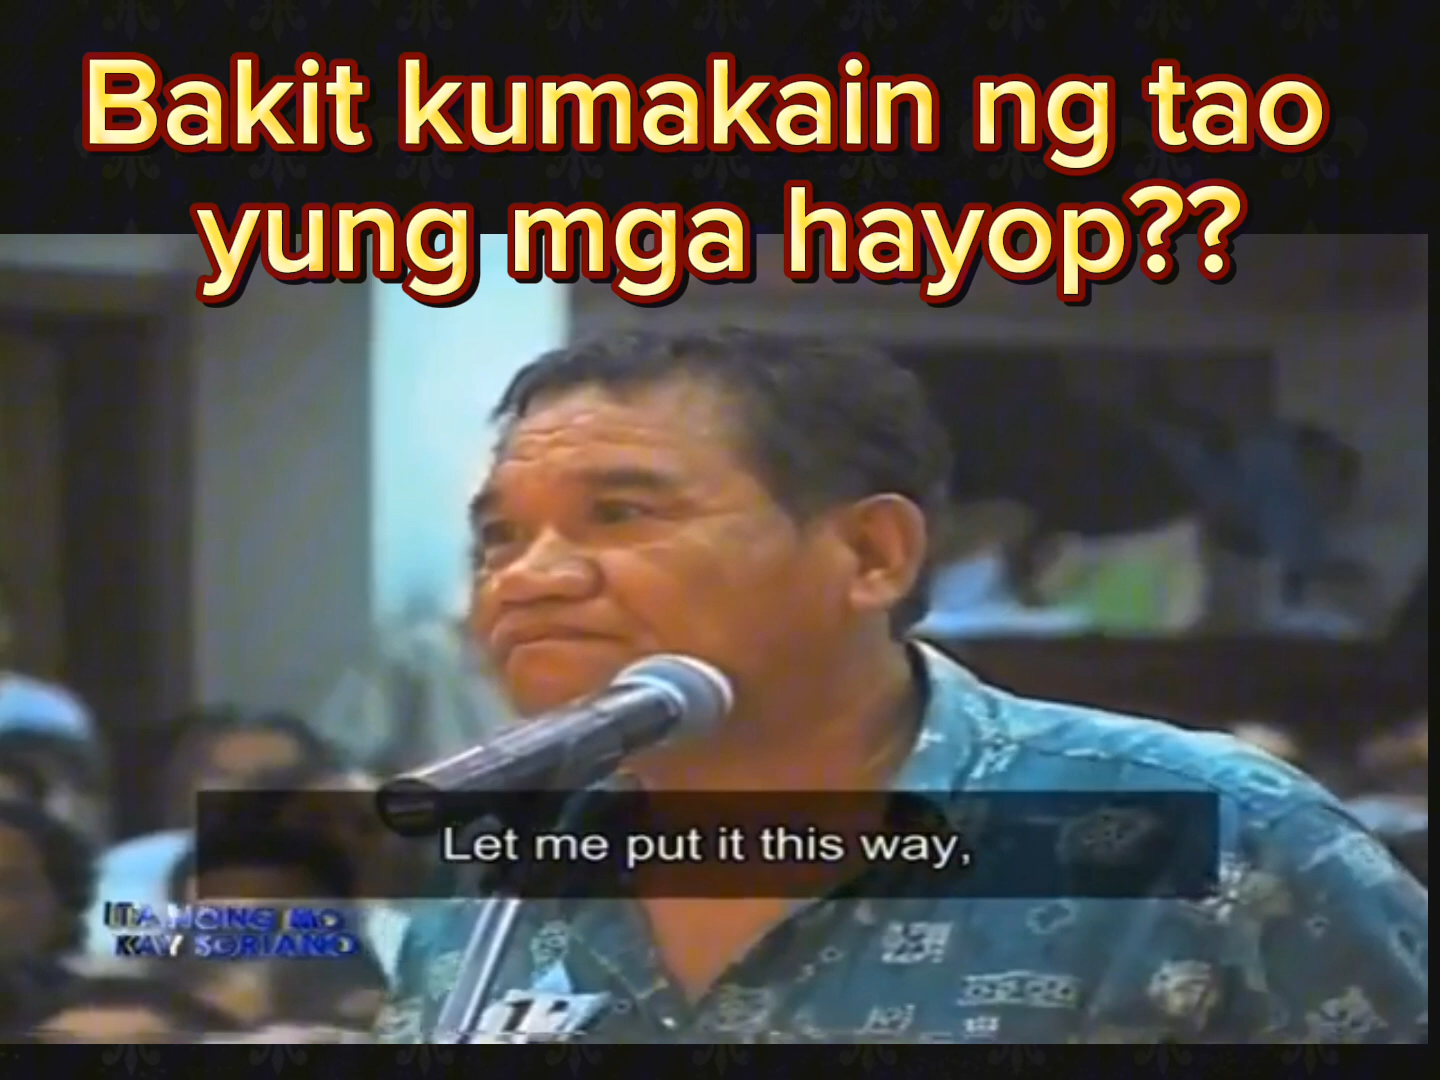 Bakit kumakain ng tao
yung mga hayop??
Let me put it this way,
ITANONG MO
KAY SORIANO